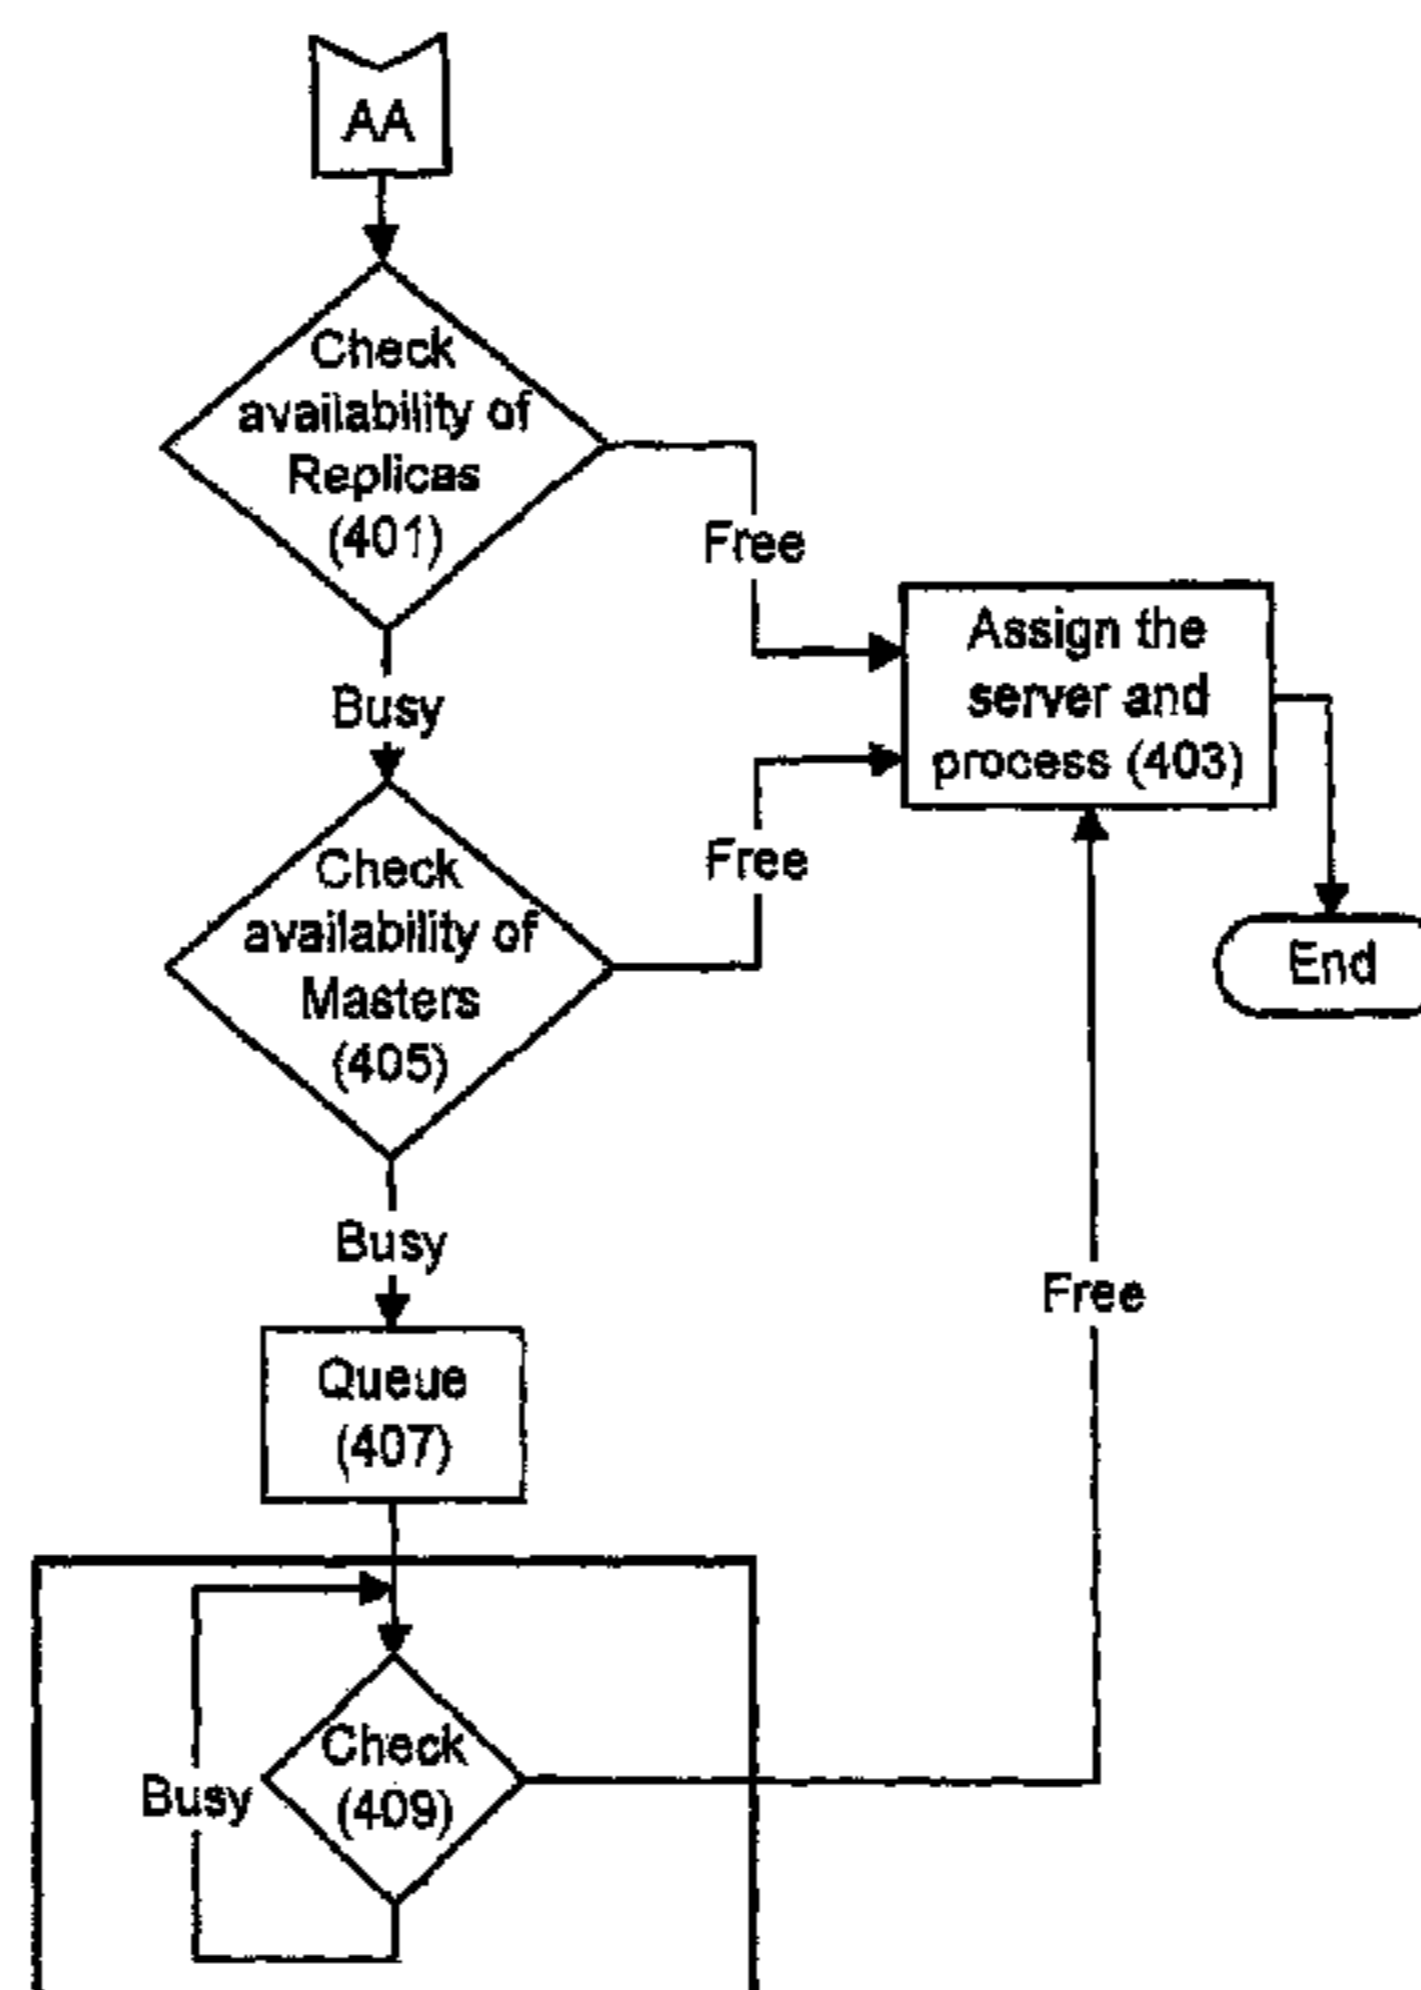 AA
Check
availability of
Replicas
(401)
Free
Busy
Assign the
server and
process (403)
Check
availability of
Masters
(405)
Free
End
Busy
Free
Queue
(407)
Check
(409)
Busy